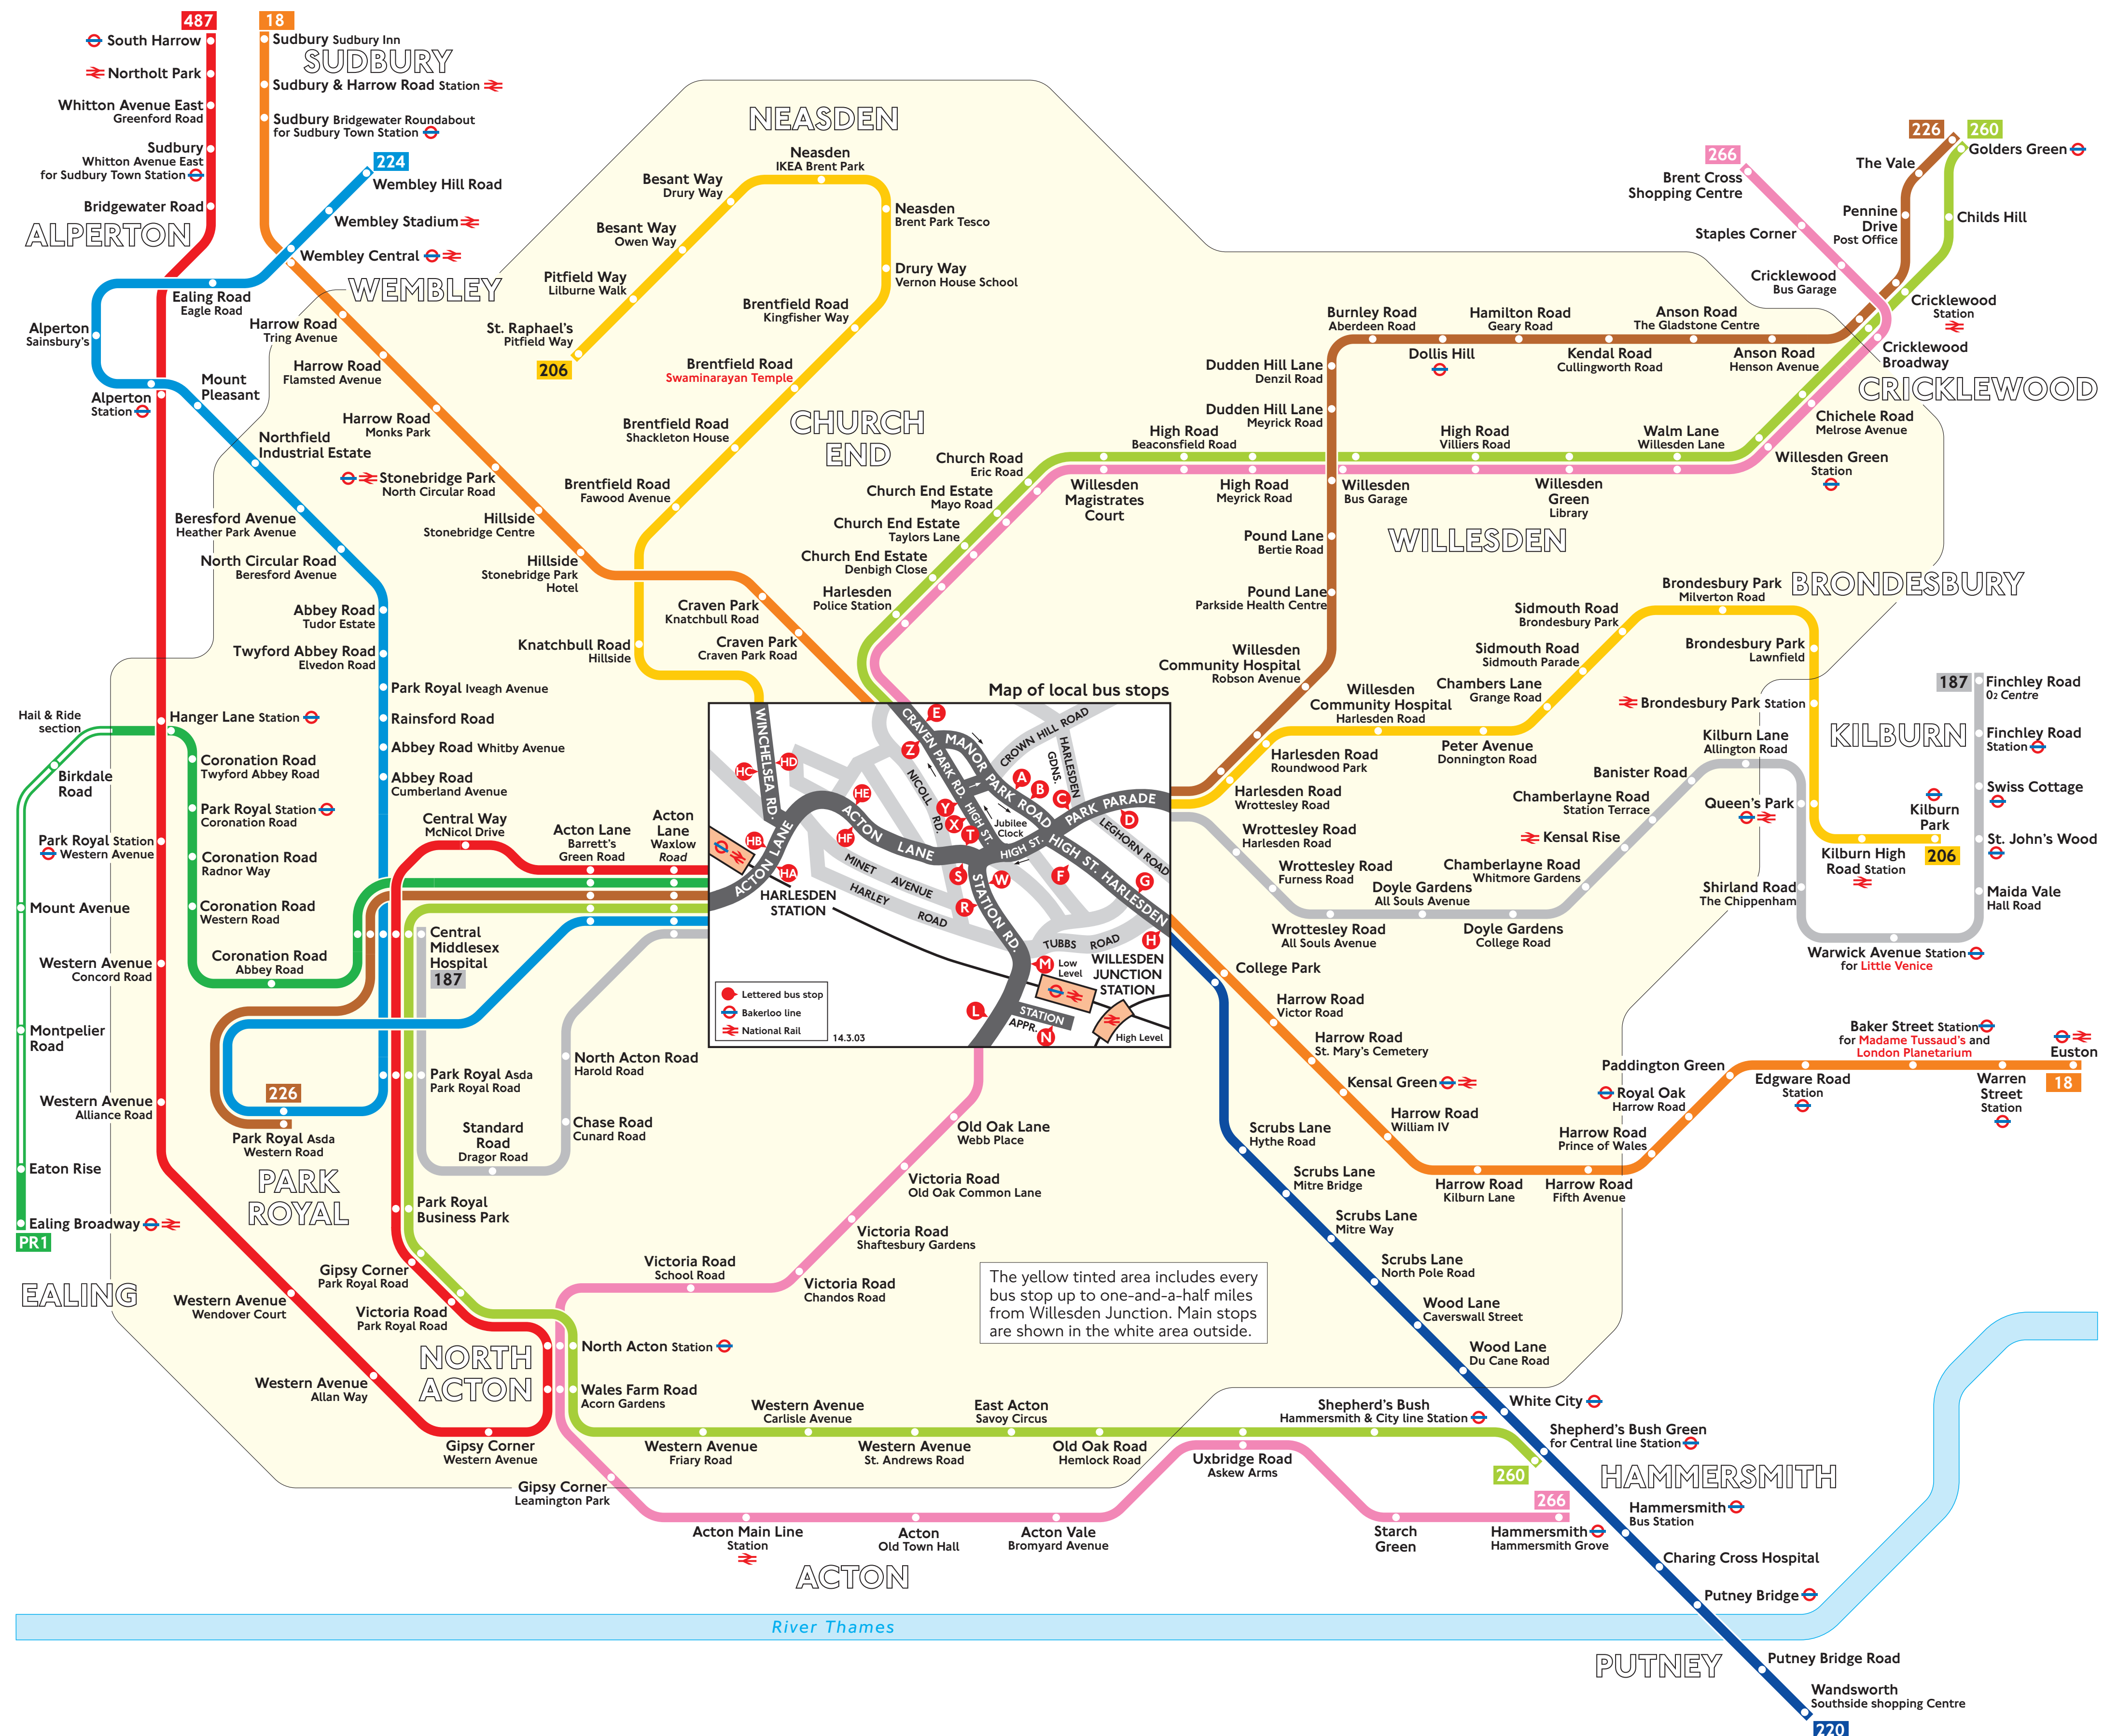 487
South Harrow
Northolt Park
Whitton Avenue East
Greenford Road
Sudbury
Whitton Avenue East
for Sudbury Town Station
Bridgewater Road
ALPERTON
18
Sudbury Sudbury Inn
SUDBURY
Sudbury & Harrow Road Station
Sudbury Bridgewater Roundabout
for Sudbury Town Station
224
Wembley Hill Road
Wembley Stadium
Wembley Central
WEMBLEY
Ealing Road
Eagle Road
Alperton
Sainsbury's
Alperton
Station
Mount
Pleasant
Northfield
Industrial Estate
Beresford Avenue
Heather Park Avenue
North Circular Road
Beresford Avenue
Abbey Road
Tudor Estate
Twyford Abbey Road
Elvedon Road
Park Royal Iveagh Avenue
Rainsford Road
Abbey Road Whitby Avenue
Abbey Road
Cumberland Avenue
Harrow Road
Tring Avenue
Harrow Road
Flamsted Avenue
Harrow Road
Monks Park
Stonebridge Park
North Circular Road
Hillside
Stonebridge Centre
Hillside
Stonebridge Park
Hotel
Craven Park
Knatchbull Road
Craven Park
Craven Park Road
NEASDEN
Neasden
IKEA Brent Park
Besant Way
Drury Way
Besant Way
Owen Way
Pitfield Way
Lilburne Walk
St. Raphael's
Pitfield Way
206
Neasden
Brent Park Tesco
Drury Way
Vernon House School
Brentfield Road
Kingfisher Way
Brentfield Road
Swaminarayan Temple
Brentfield Road
Shackleton House
Brentfield Road
Fawood Avenue
Knatchbull Road
Hillside
CHURCH
END
Church Road
Eric Road
Church End Estate
Mayo Road
Church End Estate
Taylors Lane
Church End Estate
Denbigh Close
Harlesden
Police Station
High Road
Beaconsfield Road
Willesden
Magistrates
Court
High Road
Meyrick Road
Willesden
Bus Garage
High Road
Villiers Road
Willesden
Green
Library
Walm Lane
Willesden Lane
Willesden Green
Station
Chichele Road
Melrose Avenue
CRICKLEWOOD
Cricklewood
Broadway
Cricklewood
Station
Cricklewood
Bus Garage
Staples Corner
266
Brent Cross
Shopping Centre
226
260
Golders Green
The Vale
Childs Hill
Pennine
Drive
Post Office
Burnley Road
Aberdeen Road
Dollis Hill
Hamilton Road
Geary Road
Kendal Road
Cullingworth Road
Anson Road
The Gladstone Centre
Anson Road
Henson Avenue
Dudden Hill Lane
Denzil Road
Dudden Hill Lane
Meyrick Road
WILLESDEN
Pound Lane
Bertie Road
Pound Lane
Parkside Health Centre
Willesden
Community Hospital
Robson Avenue
Willesden
Community Hospital
Harlesden Road
Harlesden Road
Roundwood Park
Harlesden Road
Wrottesley Road
Peter Avenue
Donnington Road
Chambers Lane
Grange Road
Sidmouth Road
Sidmouth Parade
Sidmouth Road
Brondesbury Park
Brondesbury Park
Milverton Road
BRONDESBURY
Brondesbury Park
Lawnfield
Brondesbury Park Station
KILBURN
Queen's Park
Kilburn High
Road Station
Kilburn
Park
206
187
Finchley Road
O2 Centre
Finchley Road
Station
Swiss Cottage
St. John's Wood
Maida Vale
Hall Road
Warwick Avenue Station
for Little Venice
Shirland Road
The Chippenham
Kilburn Lane
Allington Road
Banister Road
Chamberlayne Road
Station Terrace
Kensal Rise
Chamberlayne Road
Whitmore Gardens
Doyle Gardens
College Road
Doyle Gardens
All Souls Avenue
Wrottesley Road
All Souls Avenue
Wrottesley Road
Furness Road
Wrottesley Road
Harlesden Road
Hail & Ride
section
Hanger Lane Station
Birkdale
Road
Coronation Road
Twyford Abbey Road
Park Royal Station
Coronation Road
Park Royal Station
Western Avenue
Coronation Road
Radnor Way
Coronation Road
Western Road
Coronation Road
Abbey Road
Mount Avenue
Montpelier
Road
Eaton Rise
Ealing Broadway
PR1
EALING
Western Avenue
Concord Road
Western Avenue
Alliance Road
Western Avenue
Wendover Court
Western Avenue
Allan Way
Gipsy Corner
Western Avenue
Central Way
McNicol Drive
Acton Lane
Barrett's
Green Road
Acton
Lane
Waxlow
Road
Central
Middlesex
Hospital
187
226
Park Royal Asda
Western Road
PARK
ROYAL
Park Royal Asda
Park Royal Road
North Acton Road
Harold Road
Chase Road
Cunard Road
Standard
Road
Dragor Road
Park Royal
Business Park
Gipsy Corner
Park Royal Road
Victoria Road
Park Royal Road
NORTH
ACTON
North Acton Station
Wales Farm Road
Acorn Gardens
Victoria Road
School Road
Victoria Road
Chandos Road
Victoria Road
Shaftesbury Gardens
Victoria Road
Old Oak Common Lane
Old Oak Lane
Webb Place
Map of local bus stops
WINCHELSEA RD.
CRAVEN PARK RD.
MANOR PARK ROAD
CROWN HILL ROAD
HARLESDEN
GDNS.
NICOLL
RD.
HIGH ST.
Jubilee
Clock
PARK PARADE
LEGHORN ROAD
ACTON LANE
ACTON LANE
MINET AVENUE
HARLEY ROAD
HIGH ST.
HIGH ST. HARLESDEN
STATION RD.
TUBBS ROAD
HARLESDEN
STATION
WILLESDEN
JUNCTION
STATION
Low
Level
High Level
STATION
APPR.
E
Z
A
B
C
D
Y
X
T
S
W
F
G
R
H
M
L
N
HC
HD
HE
HF
HB
HA
Lettered bus stop
Bakerloo line
National Rail
14.3.03
College Park
Harrow Road
Victor Road
Harrow Road
St. Mary's Cemetery
Kensal Green
Harrow Road
William IV
Harrow Road
Kilburn Lane
Harrow Road
Fifth Avenue
Harrow Road
Prince of Wales
Royal Oak
Harrow Road
Paddington Green
Edgware Road
Station
Baker Street Station
for Madame Tussaud's and
London Planetarium
Warren
Street
Station
Euston
18
Scrubs Lane
Hythe Road
Scrubs Lane
Mitre Bridge
Scrubs Lane
Mitre Way
Scrubs Lane
North Pole Road
Wood Lane
Caverswall Street
Wood Lane
Du Cane Road
White City
Shepherd's Bush Green
for Central line Station
HAMMERSMITH
Hammersmith
Bus Station
Charing Cross Hospital
Putney Bridge
Putney Bridge Road
Wandsworth
Southside shopping Centre
220
PUTNEY
The yellow tinted area includes every
bus stop up to one-and-a-half miles
from Willesden Junction. Main stops
are shown in the white area outside.
Western Avenue
Friary Road
Western Avenue
Carlisle Avenue
Western Avenue
St. Andrews Road
East Acton
Savoy Circus
Old Oak Road
Hemlock Road
Shepherd's Bush
Hammersmith & City line Station
260
Uxbridge Road
Askew Arms
Gipsy Corner
Leamington Park
Acton Main Line
Station
Acton
Old Town Hall
Acton Vale
Bromyard Avenue
Starch
Green
266
Hammersmith
Hammersmith Grove
ACTON
River Thames